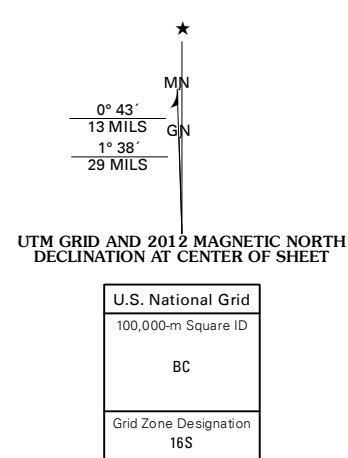 ★
MN
0° 43´
13 MILS
GN
1° 38´
29 MILS
UTM GRID AND 2012 MAGNETIC NORTH
DECLINATION AT CENTER OF SHEET
U.S. National Grid
100,000-m Square ID
BC
Grid Zone Designation
16S